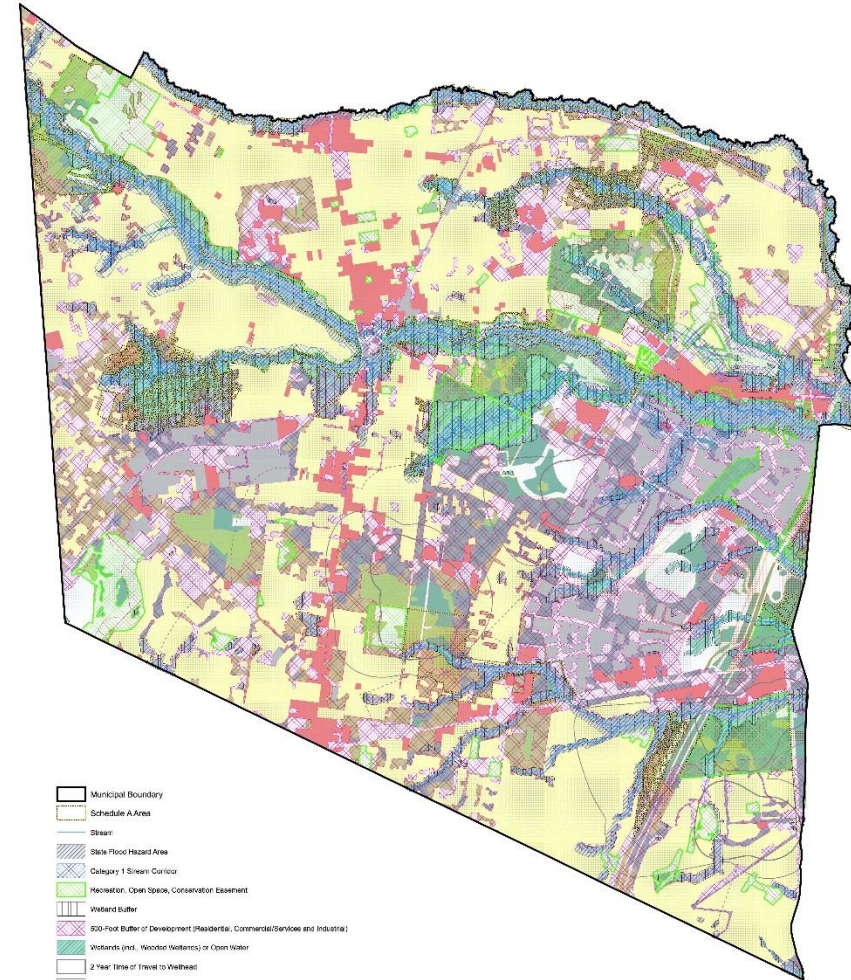 Municipal Boundary
Schedule A Area
Stream
State Flood Hazard Area
Category 1 Stream Corridor
Recreation, Open Space, Conservation Easement
Wetland Buffer
500-Foot Buffer of Development (Residential, Commercial/Services and Industrial)
Wetlands (incl. Wooded Wetlands) or Open Water
2 Year Time of Travel to Wellhead